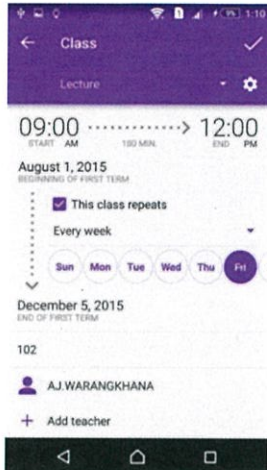 1:10
Class
Lecture
09:00 12:00
START AM 180 MIN. END PM
August 1, 2015
BEGINNING OF FIRST TERM
This class repeats
Every week
Sun Mon Tue Wed Thu Fri
December 5, 2015
END OF FIRST TERM
102
AJ.WARANGKHANA
+ Add teacher